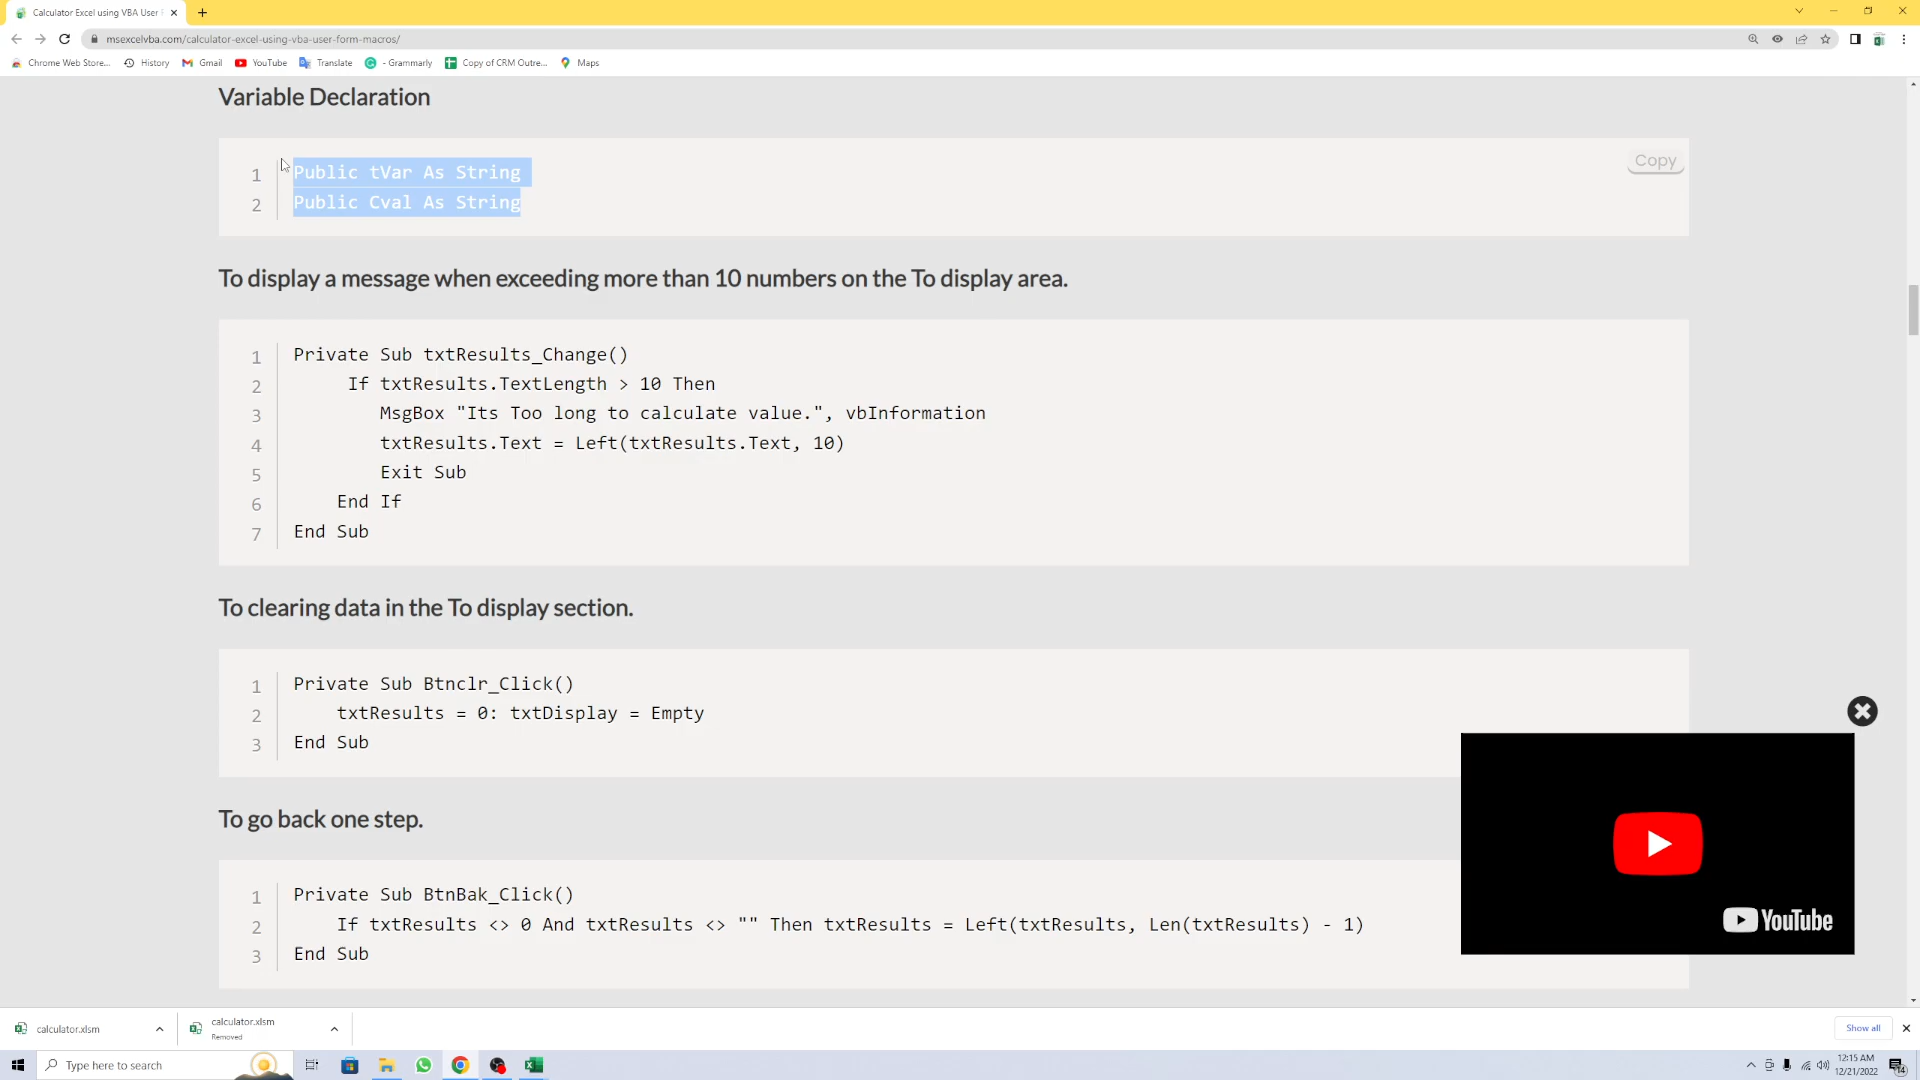 Calculator Excel using VBA User
msexcelvba.com/calculator-excel-using-vba-user-form-macros/
Chrome Web Store... History Gmail YouTube Translate - Grammarly Copy of CRM Outre... Maps
Variable Declaration
Copy
1 Public tVar As String
2 Public Cval As String
To display a message when exceeding more than 10 numbers on the To display area.
1 Private Sub txtResults_Change()
2 If txtResults.TextLength > 10 Then
3 MsgBox "Its Too long to calculate value.", vbInformation
4 txtResults.Text = Left(txtResults.Text, 10)
5 Exit Sub
6 End If
7 End Sub
To clearing data in the To display section.
1 Private Sub Btnclr_Click()
2 txtResults = 0: txtDisplay = Empty
3 End Sub
To go back one step.
1 Private Sub BtnBak_Click()
2 If txtResults <> 0 And txtResults <> "" Then txtResults = Left(txtResults, Len(txtResults) - 1)
3 End Sub
YouTube
calculator.xlsm
calculator.xlsm
Removed
Show all
Type here to search
12:15 AM
12/21/2022
14